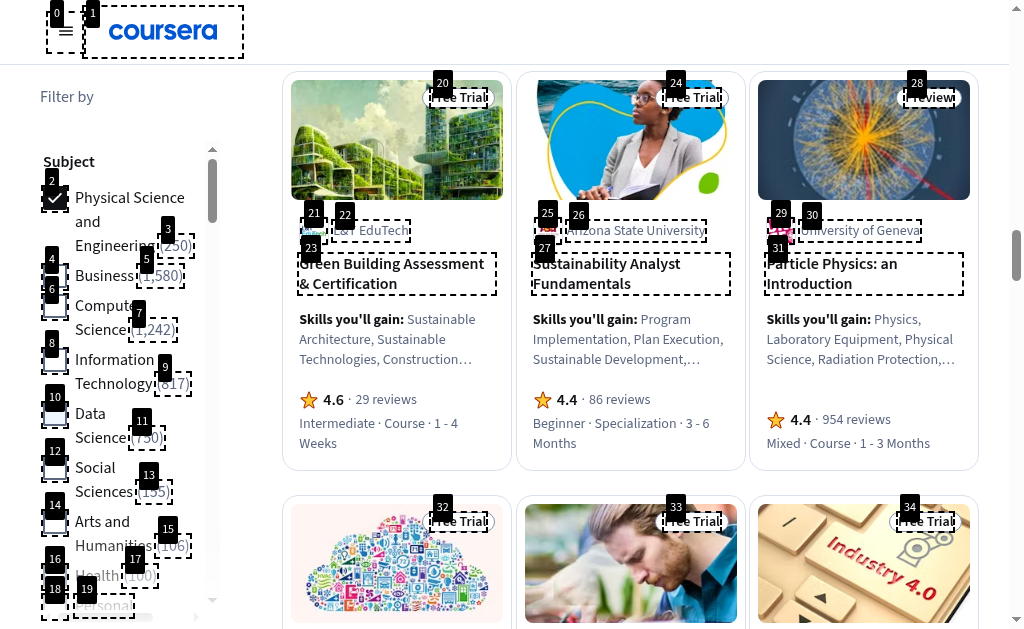 0
1
coursera
Filter by
Subject
2
Physical Science
and
Engineering (250)
3
4
5
Business (1,580)
6
Computer
7
Science (1,242)
8
Information
9
Technology (817)
10
Data
11
Science (750)
12
Social
13
Sciences (155)
14
Arts and
15
Humanities (106)
16
17
Health (100)
18
19
Personal
20
Free Trial
21
22
L&T EduTech
23
Green Building Assessment
& Certification
Skills you'll gain: Sustainable
Architecture, Sustainable
Technologies, Construction…
4.6 · 29 reviews
Intermediate · Course · 1 - 4
Weeks
24
Free Trial
25
26
Arizona State University
27
Sustainability Analyst
Fundamentals
Skills you'll gain: Program
Implementation, Plan Execution,
Sustainable Development,…
4.4 · 86 reviews
Beginner · Specialization · 3 - 6
Months
28
Preview
29
30
University of Geneva
31
Particle Physics: an
Introduction
Skills you'll gain: Physics,
Laboratory Equipment, Physical
Science, Radiation Protection,…
4.4 · 954 reviews
Mixed · Course · 1 - 3 Months
32
Free Trial
33
Free Trial
34
Free Trial
Industry 4.0